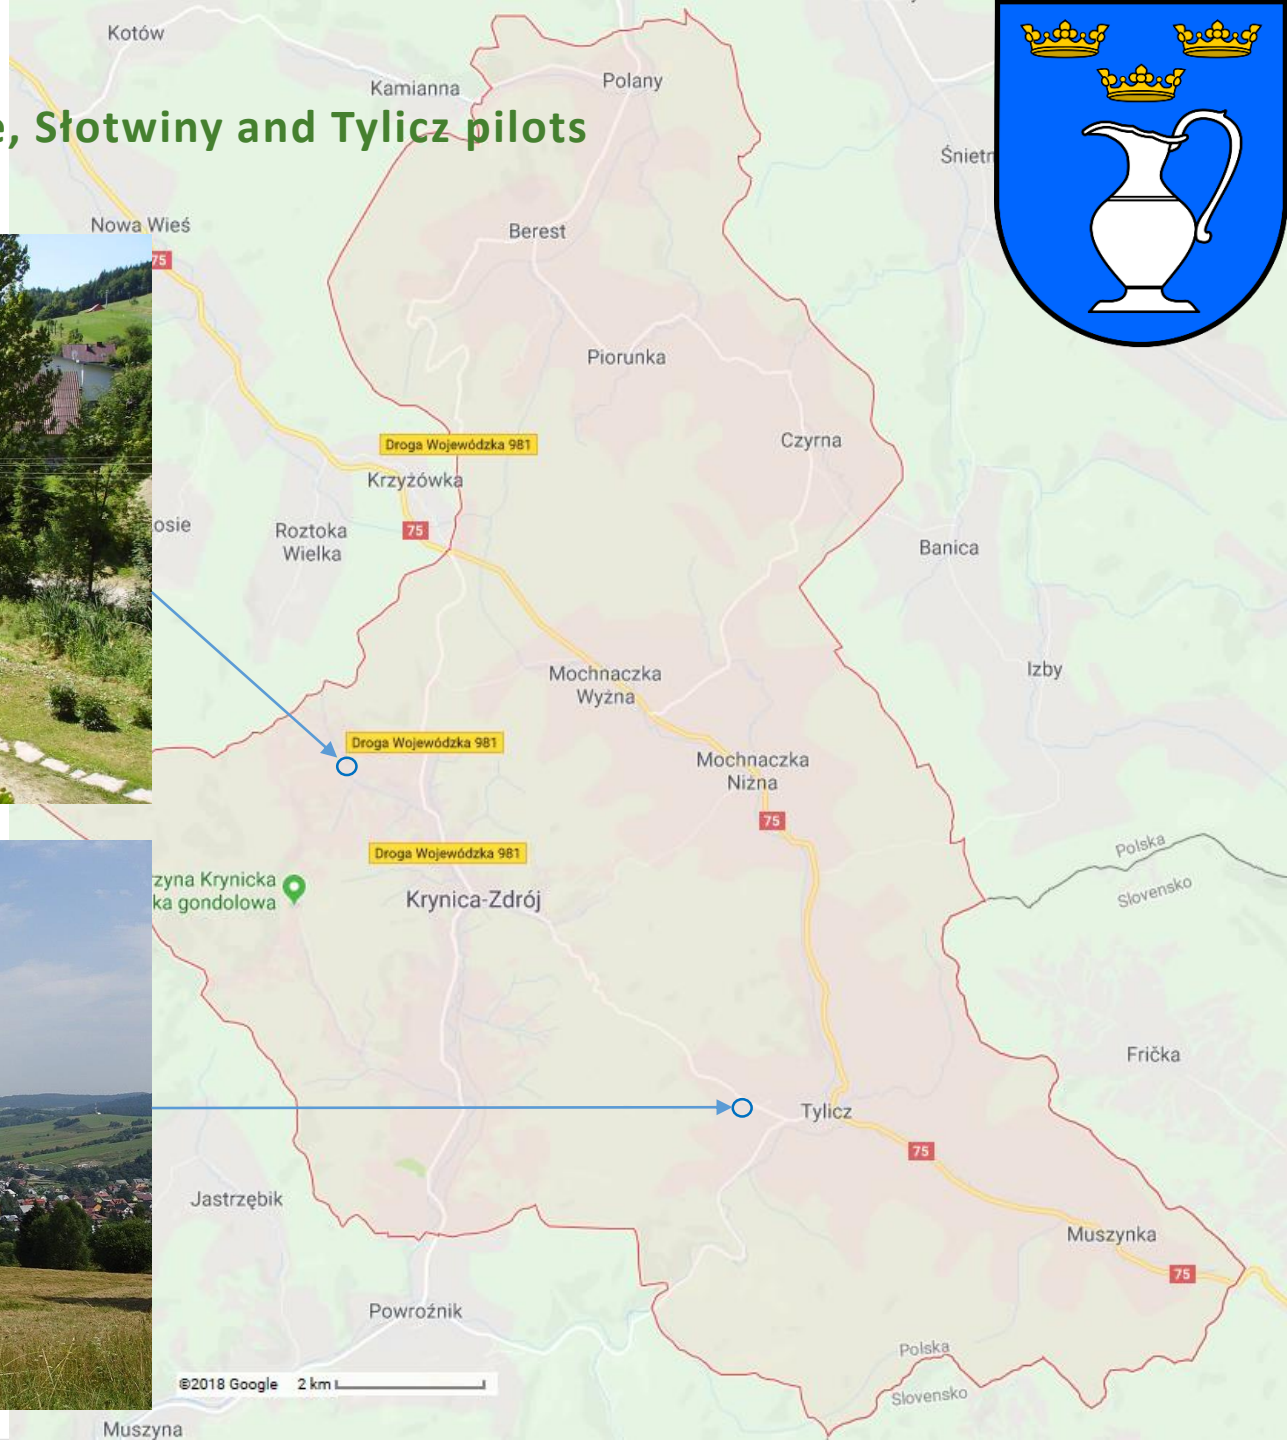 Kotów
Polany
Kamianna
e, Słotwiny and Tylicz pilots
Śnietn
Nowa Wieś
Berest
75
Piorunka
Czyrna
Droga Wojewódzka 981
Krzyżówka
osie
Roztoka
Wielka
75
Banica
Mochnaczka
Wyżna
Izby
Droga Wojewódzka 981
Mochnaczka
Niżna
75
Polska
Droga Wojewódzka 981
zyna Krynicka
ka gondolowa
Krynica-Zdrój
Slovensko
Frička
Tylicz
75
Jastrzębik
Muszynka
75
Powroźnik
Polska
©2018 Google 2 km
Slovensko
Muszyna